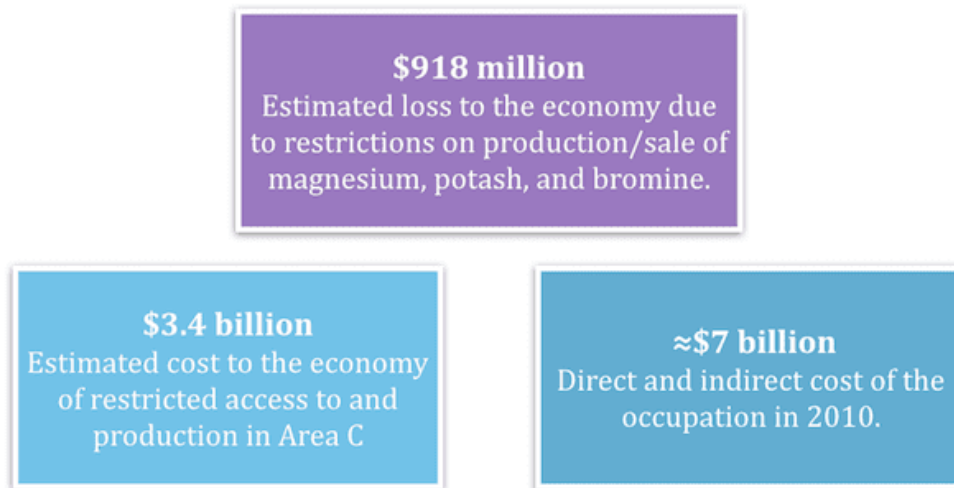 $918 million
Estimated loss to the economy due
to restrictions on production/sale of
magnesium, potash, and bromine.
$3.4 billion
Estimated cost to the economy
of restricted access to and
production in Area C
≈$7 billion
Direct and indirect cost of the
occupation in 2010.